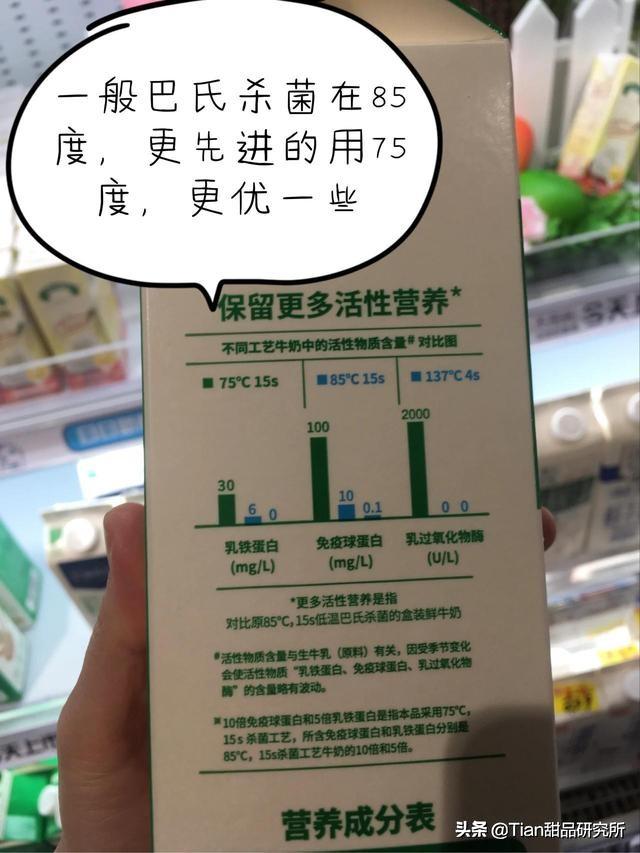 一般巴氏杀菌在85
度，更先进的用75
度，更优一些
保留更多活性营养*
不同工艺牛奶中的活性物质含量#对比图
75℃ 15s
85℃ 15s
137℃ 4s
30
6
0
100
10
0.1
2000
0
0
乳铁蛋白
(mg/L)
免疫球蛋白
(mg/L)
乳过氧化物酶
(U/L)
*更多活性营养是指
对比原85℃,15s低温巴氏杀菌的盒装鲜牛奶
#活性物质含量与生牛乳（原料）有关，因受季节变化
会使活性物质“乳铁蛋白、免疫球蛋白、乳过氧化物
酶”的含量略有波动。
※10倍免疫球蛋白和5倍乳铁蛋白是指本品采用75℃，
15s 杀菌工艺，所含免疫球蛋白和乳铁蛋白分别是
85℃，15s杀菌工艺牛奶的10倍和5倍。
营养成分表
头条 @Tian甜品研究所